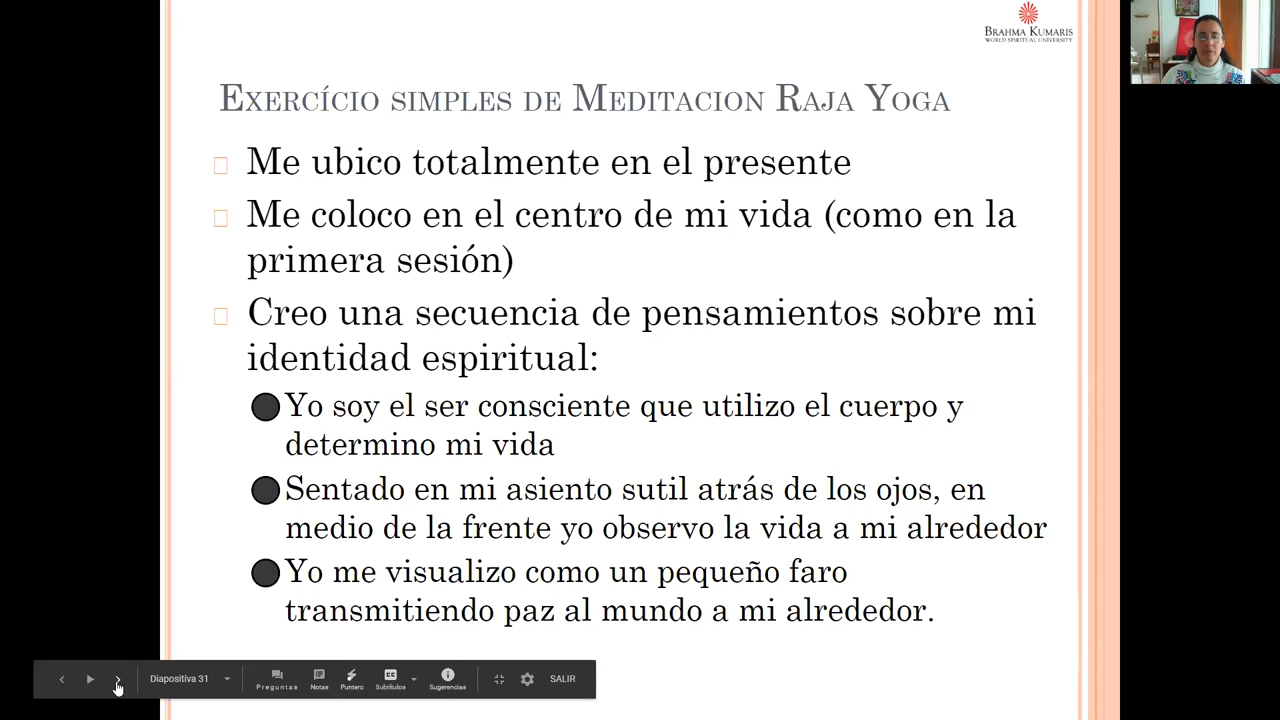 BRAHMA KUMARIS
WORLD SPIRITUAL UNIVERSITY
EXERCÍCIO SIMPLES DE MEDITACION RAJA YOGA
Me ubico totalmente en el presente
Me coloco en el centro de mi vida (como en la
primera sesión)
Creo una secuencia de pensamientos sobre mi
identidad espiritual:
Yo soy el ser consciente que utilizo el cuerpo y
determino mi vida
Sentado en mi asiento sutil atrás de los ojos, en
medio de la frente yo observo la vida a mi alrededor
Yo me visualizo como un pequeño faro
transmitiendo paz al mundo a mi alrededor.
Diapositiva 31
Preguntas
Notas
Puntero
Subtítulos
Sugerencias
SALIR